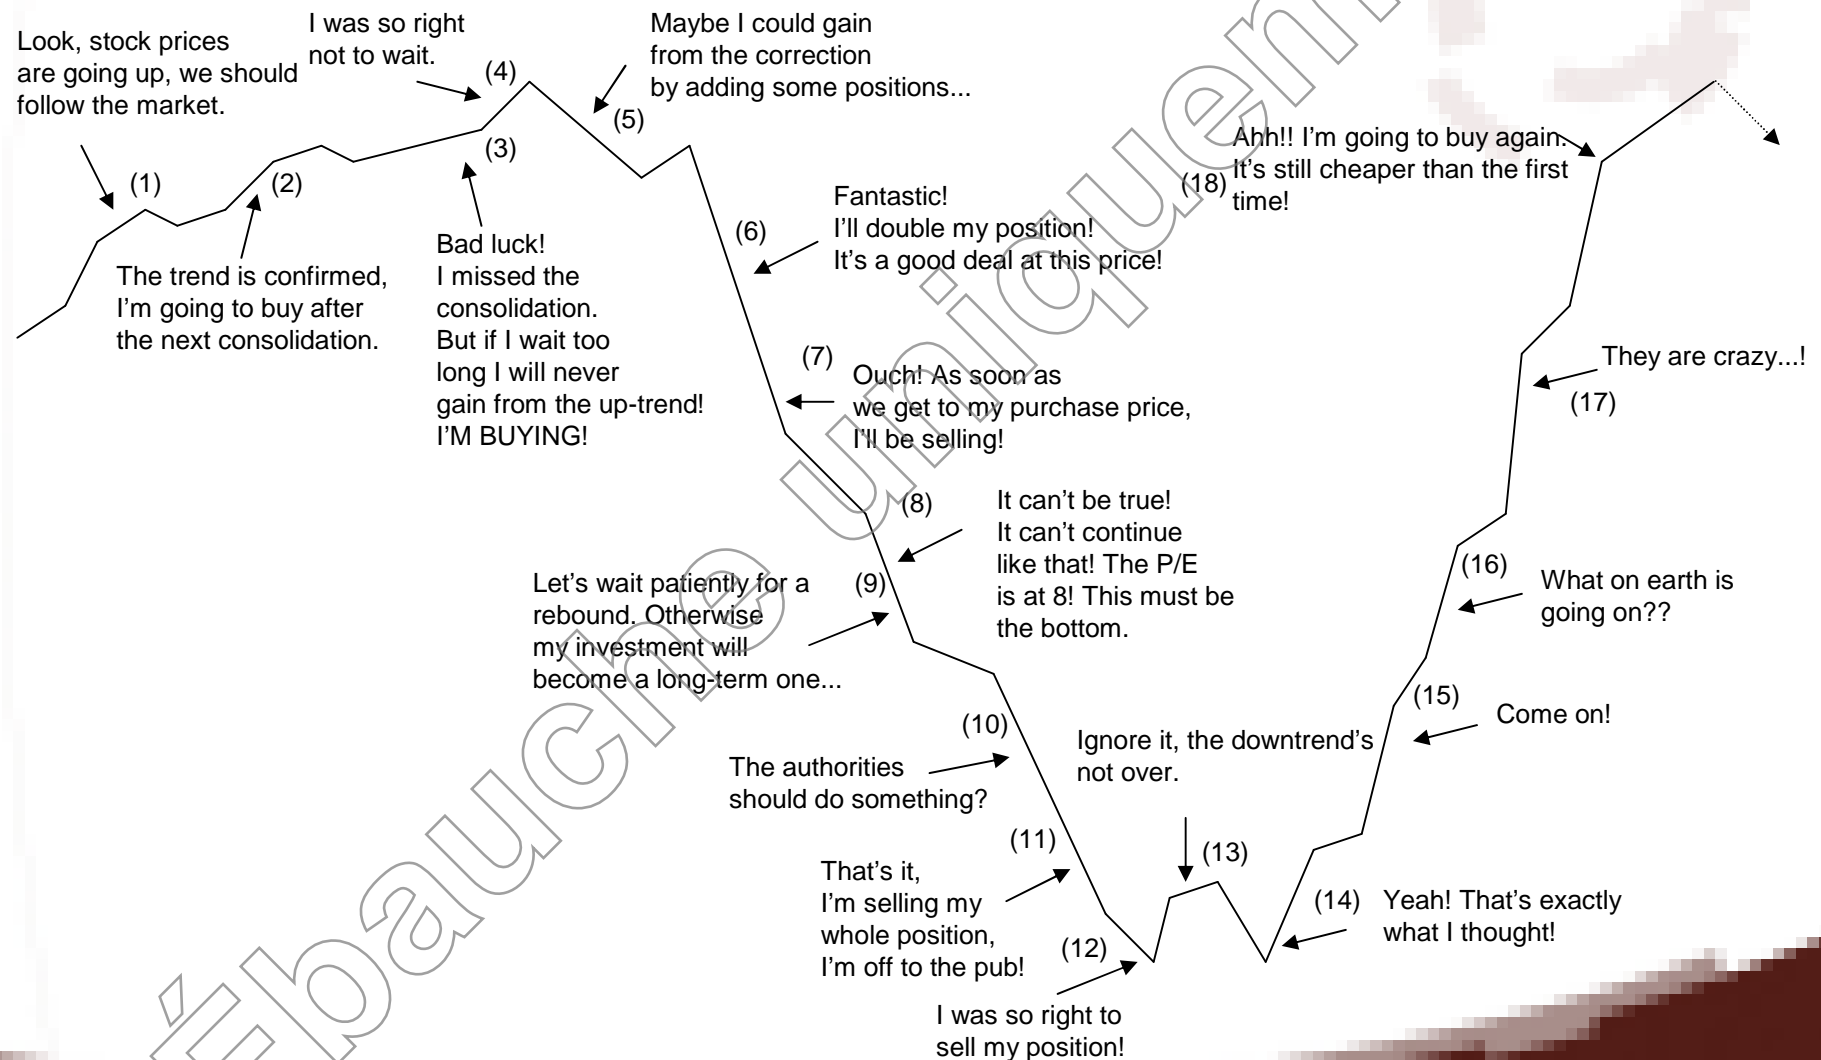 Look, stock prices
are going up, we should
follow the market.
(1)
The trend is confirmed,
I'm going to buy after
the next consolidation.
(2)
Bad luck!
I missed the
consolidation.
But if I wait too
long I will never
gain from the up-trend!
I'M BUYING!
(3)
I was so right
not to wait.
(4)
Maybe I could gain
from the correction
by adding some positions...
(5)
(6)
Fantastic!
I'll double my position!
It's a good deal at this price!
(7)
Ouch! As soon as
we get to my purchase price,
I'll be selling!
(8)
It can't be true!
It can't continue
like that! The P/E
is at 8! This must be
the bottom.
Let's wait patiently for a
rebound. Otherwise
my investment will
become a long-term one...
(9)
(10)
The authorities
should do something?
(11)
That's it,
I'm selling my
whole position,
I'm off to the pub!
(12)
I was so right to
sell my position!
Ignore it, the downtrend's
not over.
(13)
(14)
Yeah! That's exactly
what I thought!
(15)
Come on!
(16)
What on earth is
going on??
They are crazy...!
(17)
(18)
Ahh!! I'm going to buy again.
It's still cheaper than the first
time!
Ébauche uniquement